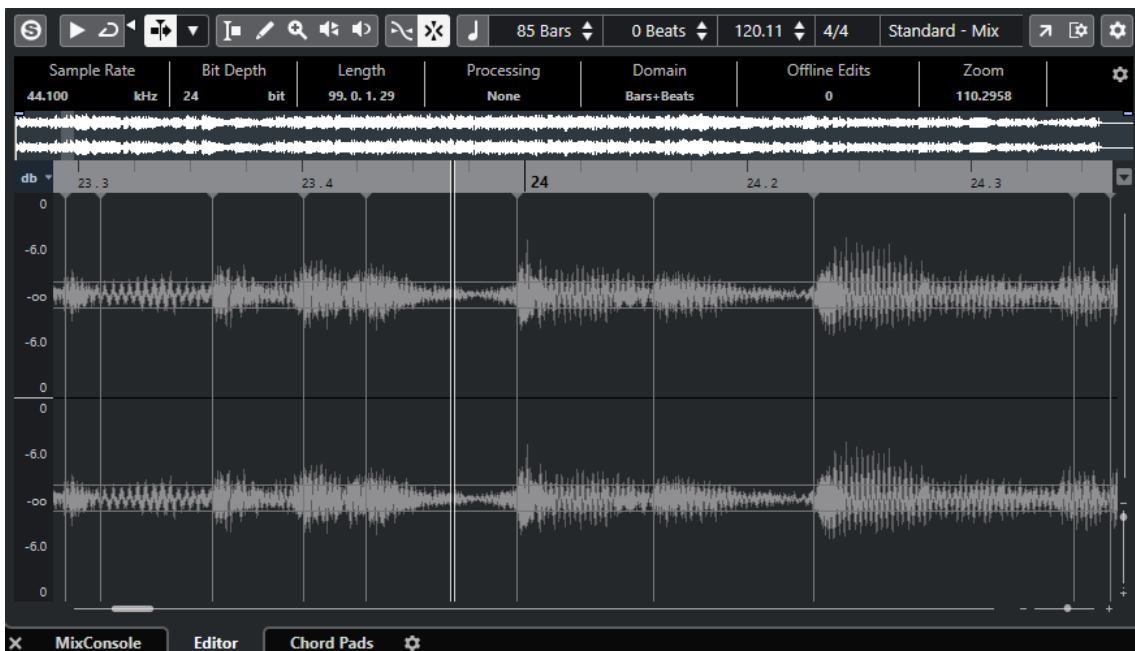 85 Bars 0 Beats 120.11 4/4 Standard - Mix
Sample Rate Bit Depth Length Processing Domain Offline Edits Zoom
44.100 kHz 24 bit 99. 0. 1. 29 None Bars+Beats 0 110.2958
db 23.3 23.4 24 24.2 24.3
0
-6.0
-oo
-6.0
0
0
-6.0
-oo
-6.0
0
MixConsole Editor Chord Pads